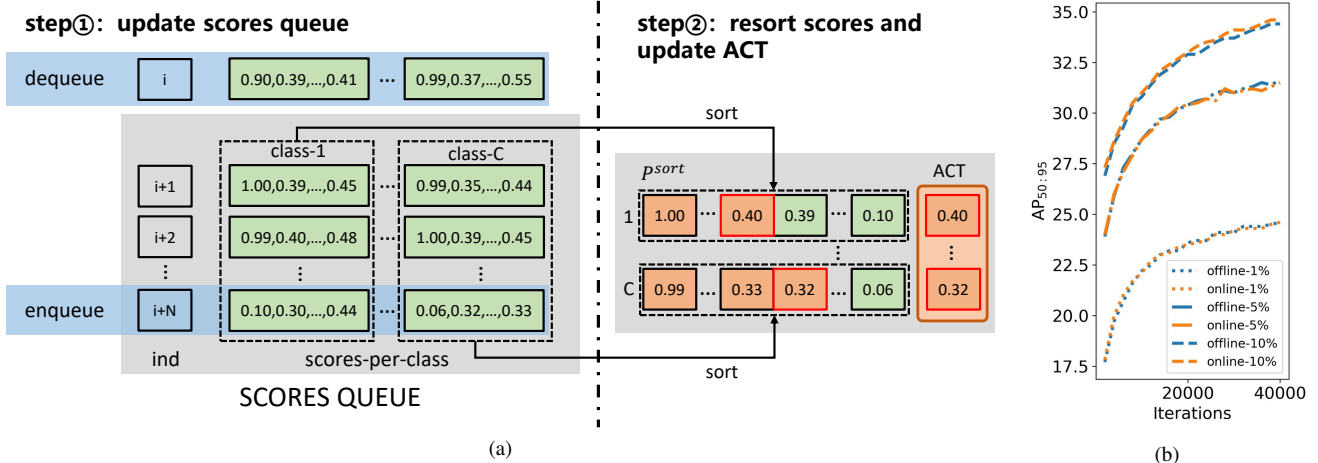 step①: update scores queue
dequeue
i
0.90,0.39,...,0.41
...
0.99,0.37,...,0.55
class-1
class-C
i+1
1.00,0.39,...,0.45
...
0.99,0.35,...,0.44
i+2
0.99,0.40,...,0.48
...
1.00,0.39,...,0.45
enqueue
i+N
0.10,0.30,...,0.44
...
0.06,0.32,...,0.33
ind
scores-per-class
SCORES QUEUE
step②: resort scores and
update ACT
sort
P^sort
ACT
1
1.00
...
0.40
0.39
...
0.10
0.40
C
0.99
...
0.33
0.32
...
0.06
0.32
sort
(a)
35.0
32.5
30.0
27.5
25.0
22.5
20.0
17.5
AP50:95
offline-1%
online-1%
offline-5%
online-5%
offline-10%
online-10%
20000
40000
Iterations
(b)